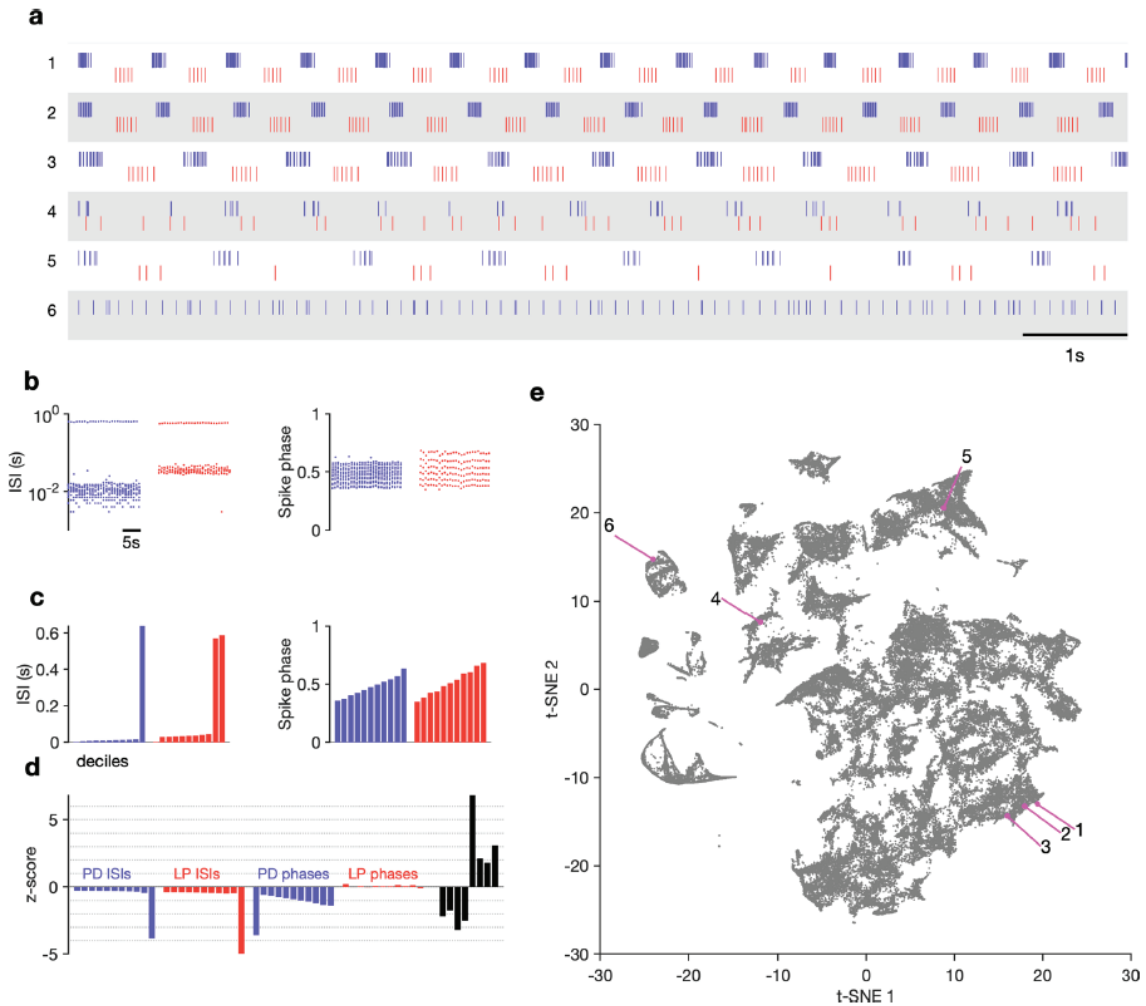 a
1
2
3
4
5
6
1s
b
10⁰
10⁻²
ISI (s)
5s
1
0.5
0
Spike phase
c
0.6
0.4
0.2
0
ISI (s)
deciles
1
0.5
0
Spike phase
d
5
0
-5
z-score
PD ISIs
LP ISIs
PD phases
LP phases
e
30
20
10
0
-10
-20
-30
t-SNE 2
5
6
4
1
2
3
-30
-20
-10
0
10
20
30
t-SNE 1